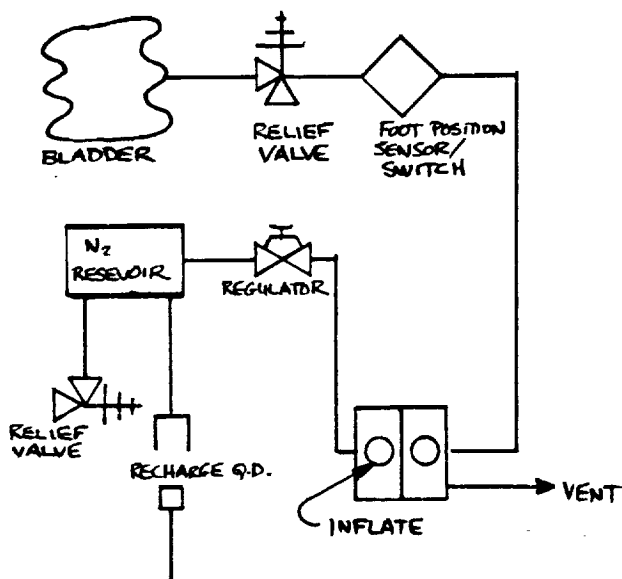 BLADDER
RELIEF
VALVE
FOOT POSITION
SENSOR/
SWITCH
N₂
RESEVOIR
REGULATOR
RELIEF
VALVE
RECHARGE Q.D.
INFLATE
VENT